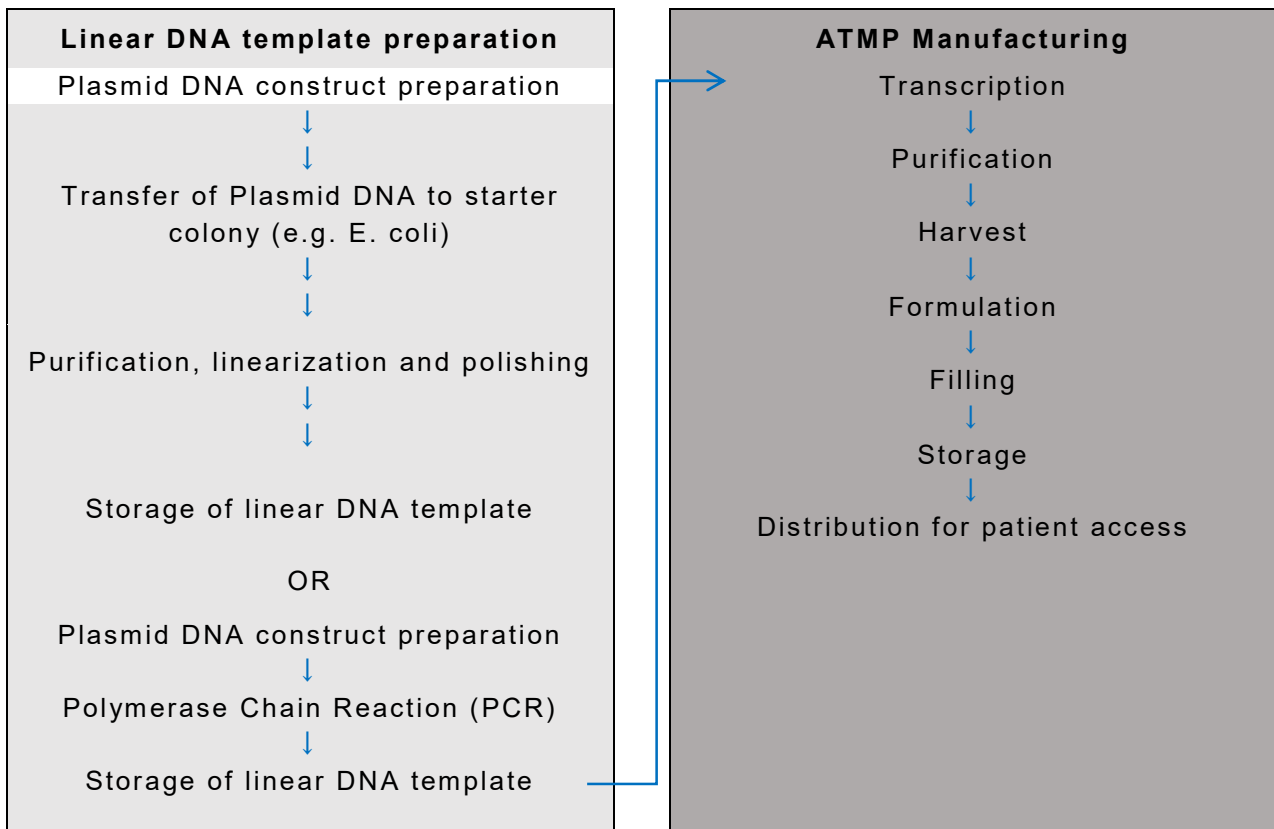 Linear DNA template preparation
Plasmid DNA construct preparation
↓
↓
Transfer of Plasmid DNA to starter
colony (e.g. E. coli)
↓
↓
Purification, linearization and polishing
↓
↓
Storage of linear DNA template
OR
Plasmid DNA construct preparation
↓
Polymerase Chain Reaction (PCR)
↓
Storage of linear DNA template
ATMP Manufacturing
Transcription
↓
Purification
↓
Harvest
↓
Formulation
↓
Filling
↓
Storage
↓
Distribution for patient access